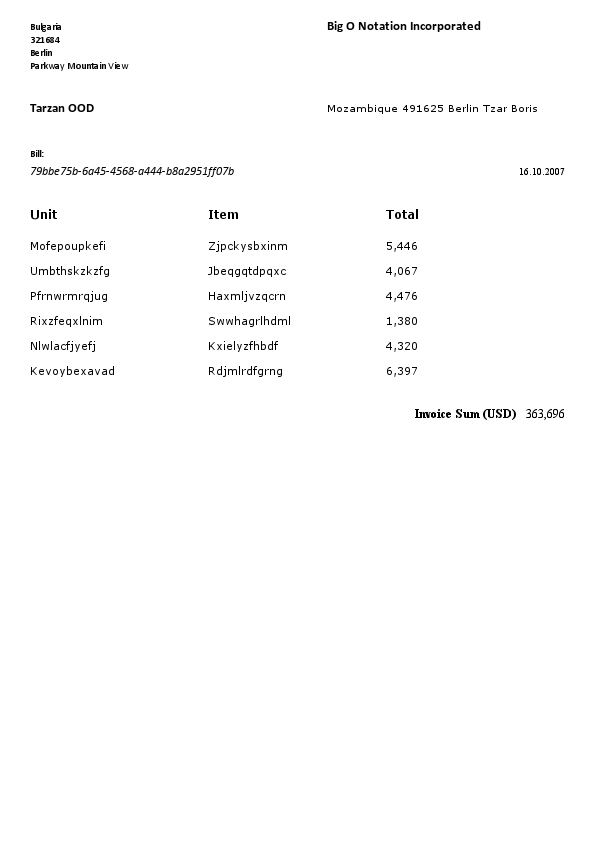 Bulgaria
321684
Berlin
Parkway Mountain View
Big O Notation Incorporated
Tarzan OOD
Mozambique 491625 Berlin Tzar Boris
Bill:
79bbe75b-6a45-4568-a444-b8a2951ff07b
16.10.2007
Unit Item Total
Mofepoupkefi Zjpckysbxinm 5,446
Umbthskzkzfg Jbeqgqtdpqxc 4,067
Pfrnwrmrqjug Haxmljvzqcrn 4,476
Rixzfeqxlnim Swwhagrlhdml 1,380
Nlwlacfjyefj Kxielyzfhbdf 4,320
Kevoybexavad Rdjmlrdfgrng 6,397
Invoice Sum (USD) 363,696